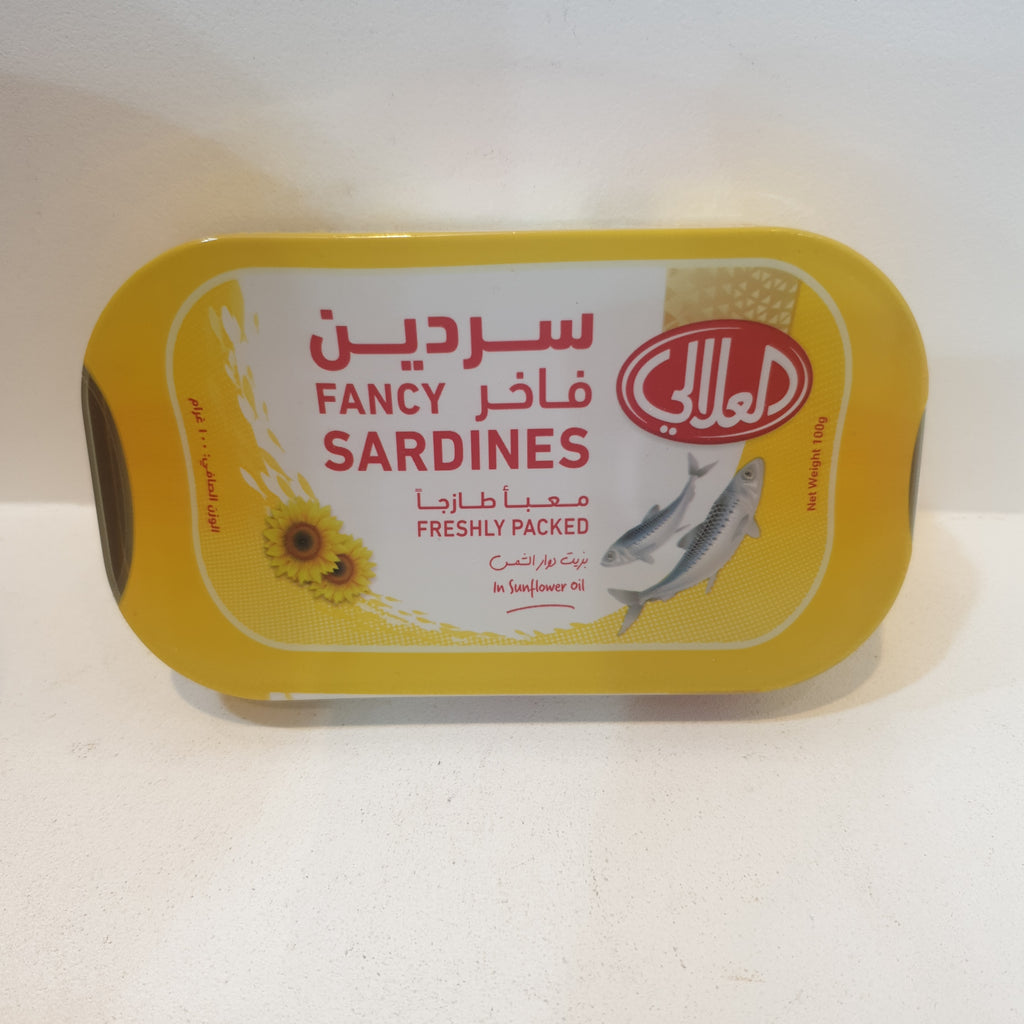 سردين
فاخر
FANCY
SARDINES
معبأ طازجاً
FRESHLY PACKED
بزيت دوار الشمس
In Sunflower Oil
العلالي
Net Weight 100g
الوزن الصافي: ١٠٠ غرام